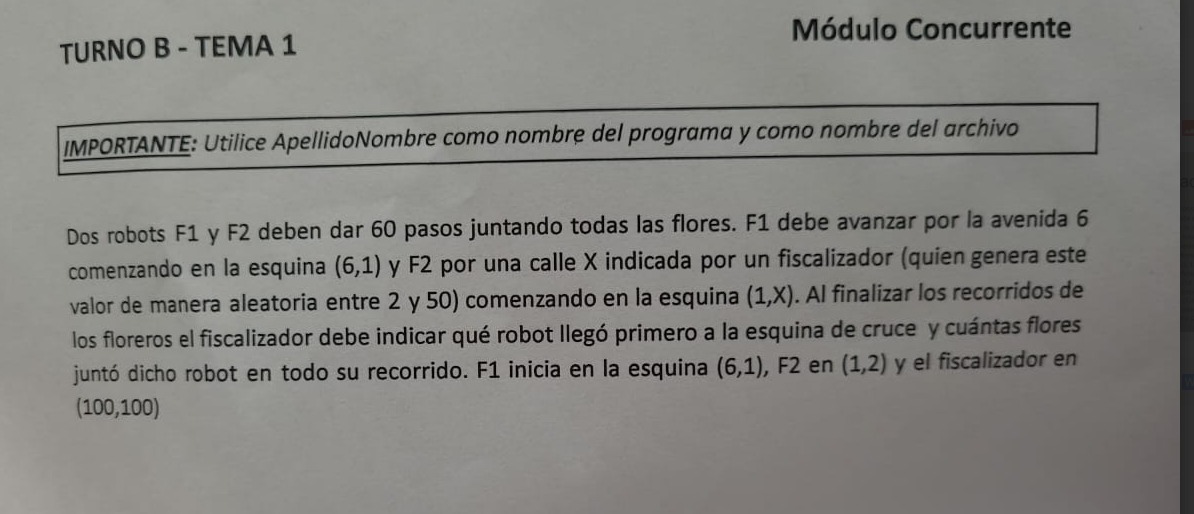 Módulo Concurrente
TURNO B - TEMA 1
IMPORTANTE: Utilice ApellidoNombre como nombre del programa y como nombre del archivo
Dos robots F1 y F2 deben dar 60 pasos juntando todas las flores. F1 debe avanzar por la avenida 6
comenzando en la esquina (6,1) y F2 por una calle X indicada por un fiscalizador (quien genera este
valor de manera aleatoria entre 2 y 50) comenzando en la esquina (1,X). Al finalizar los recorridos de
los floreros el fiscalizador debe indicar qué robot llegó primero a la esquina de cruce y cuántas flores
juntó dicho robot en todo su recorrido. F1 inicia en la esquina (6,1), F2 en (1,2) y el fiscalizador en
(100,100)